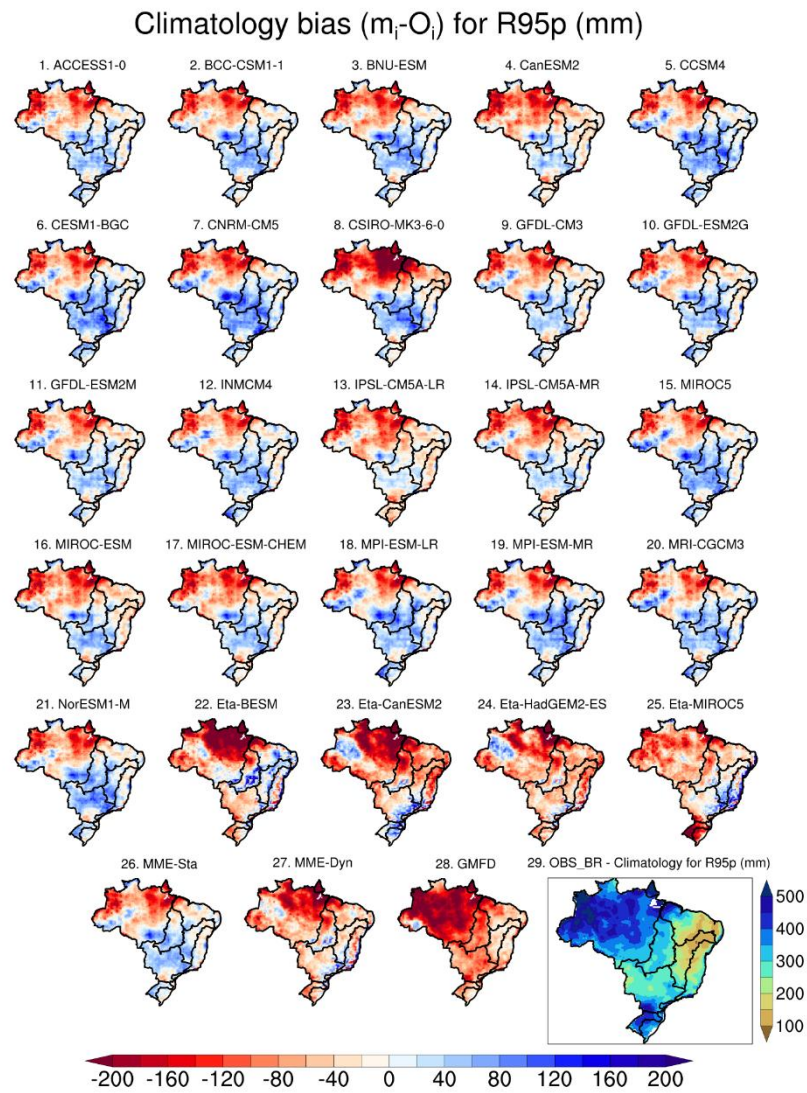 Climatology bias (mi-Oi) for R95p (mm)
1. ACCESS1-0 2. BCC-CSM1-1 3. BNU-ESM 4. CanESM2 5. CCSM4
6. CESM1-BGC 7. CNRM-CM5 8. CSIRO-MK3-6-0 9. GFDL-CM3 10. GFDL-ESM2G
11. GFDL-ESM2M 12. INMCM4 13. IPSL-CM5A-LR 14. IPSL-CM5A-MR 15. MIROC5
16. MIROC-ESM 17. MIROC-ESM-CHEM 18. MPI-ESM-LR 19. MPI-ESM-MR 20. MRI-CGCM3
21. NorESM1-M 22. Eta-BESM 23. Eta-CanESM2 24. Eta-HadGEM2-ES 25. Eta-MIROC5
26. MME-Sta 27. MME-Dyn 28. GMFD 29. OBS_BR - Climatology for R95p (mm)
500
400
300
200
100
-200 -160 -120 -80 -40 0 40 80 120 160 200